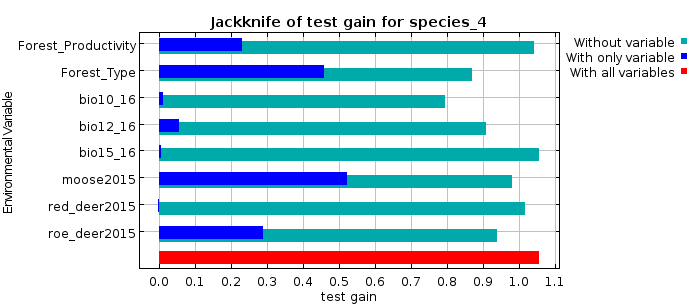 Jackknife of test gain for species_4
Without variable
With only variable
With all variables
Environmental Variable
Forest_Productivity
Forest_Type
bio10_16
bio12_16
bio15_16
moose2015
red_deer2015
roe_deer2015
0.0 0.1 0.2 0.3 0.4 0.5 0.6 0.7 0.8 0.9 1.0 1.1
test gain